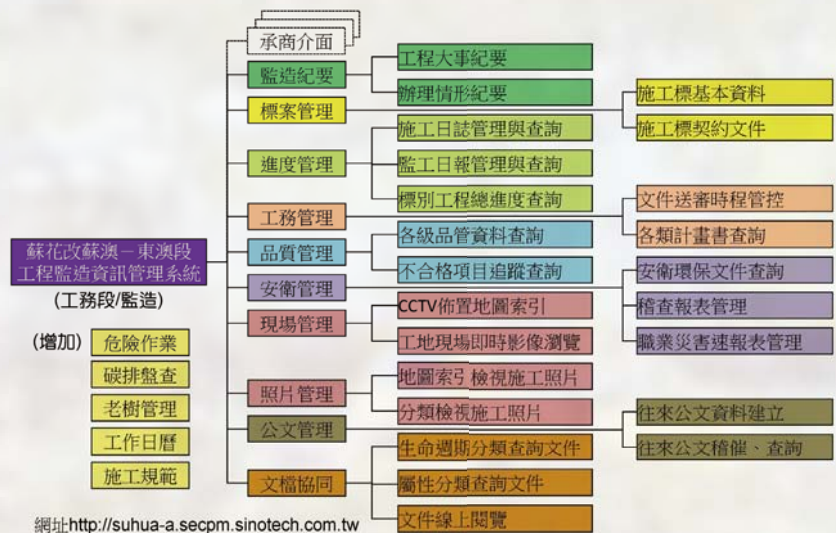 承商介面
監造紀要
工程大事紀要
辦理情形紀要
標案管理
施工標基本資料
施工標契約文件
進度管理
施工日誌管理與查詢
監工日報管理與查詢
標別工程總進度查詢
工務管理
文件送審時程管控
各類計畫書查詢
蘇花改蘇澳－東澳段
工程監造資訊管理系統
(工務段/監造)
品質管理
各級品管資料查詢
不合格項目追蹤查詢
安衛管理
安衛環保文件查詢
稽查報表管理
職業災害速報表管理
現場管理
CCTV佈置地圖索引
工地現場即時影像瀏覽
照片管理
地圖索引檢視施工照片
分類檢視施工照片
公文管理
往來公文資料建立
往來公文稽催、查詢
文檔協同
生命週期分類查詢文件
屬性分類查詢文件
文件線上閱覽
(增加)
危險作業
碳排盤查
老樹管理
工作日曆
施工規範
網址http://suhua-a.secpm.sinotech.com.tw